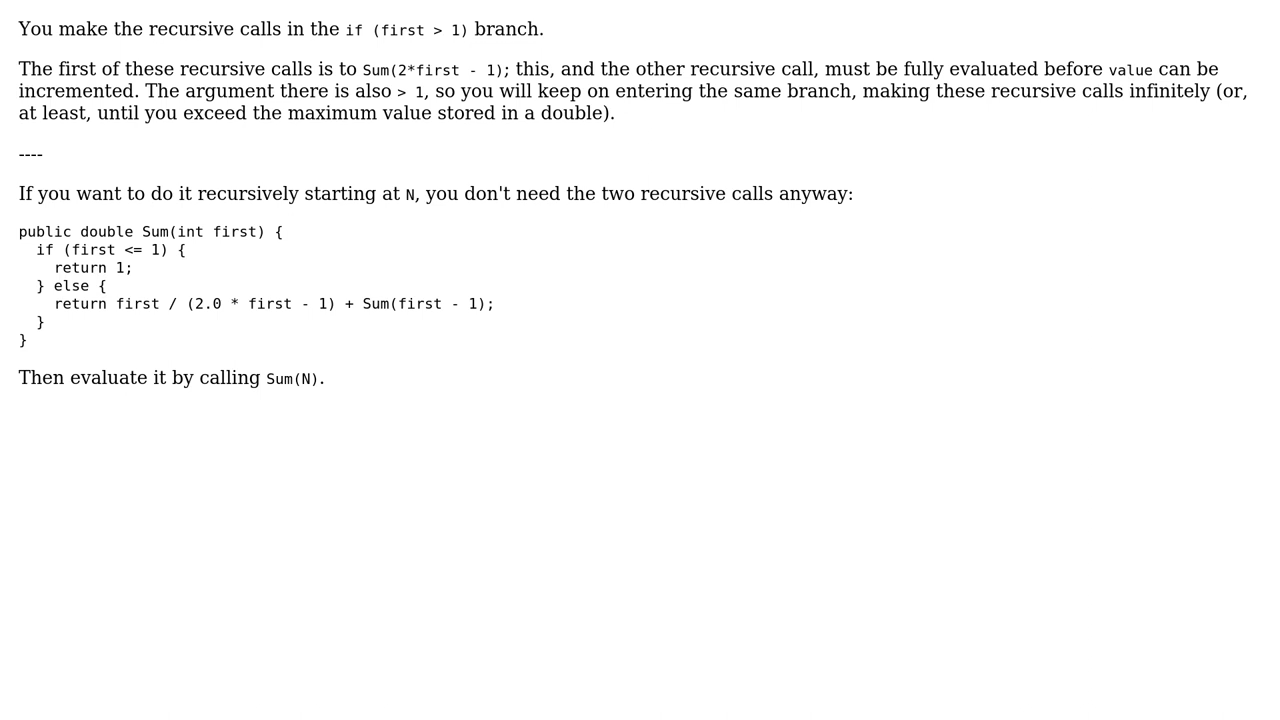 You make the recursive calls in the if (first > 1) branch.
The first of these recursive calls is to Sum(2*first - 1); this, and the other recursive call, must be fully evaluated before value can be
incremented. The argument there is also > 1, so you will keep on entering the same branch, making these recursive calls infinitely (or,
at least, until you exceed the maximum value stored in a double).
----
If you want to do it recursively starting at N, you don't need the two recursive calls anyway:
public double Sum(int first) {
  if (first <= 1) {
    return 1;
  } else {
    return first / (2.0 * first - 1) + Sum(first - 1);
  }
}
Then evaluate it by calling Sum(N).